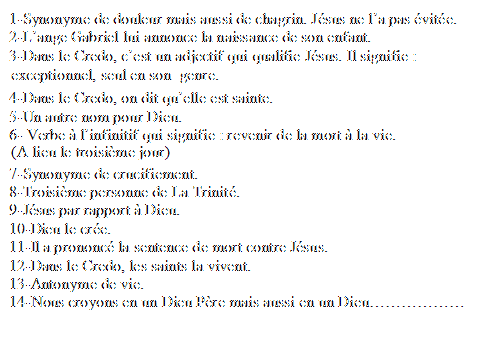 1-Synonyme de douleur mais aussi de chagrin. Jésus ne l'a pas évitée.
2-L'ange Gabriel lui annonce la naissance de son enfant.
3-Dans le Credo, c'est un adjectif qui qualifie Jésus. Il signifie :
exceptionnel, seul en son genre.
4-Dans le Credo, on dit qu'elle est sainte.
5-Un autre nom pour Dieu.
6- Verbe à l'infinitif qui signifie : revenir de la mort à la vie.
(A lieu le troisième jour)
7-Synonyme de crucifiement.
8-Troisième personne de La Trinité.
9-Jésus par rapport à Dieu.
10-Dieu le crée.
11-Il a prononcé la sentence de mort contre Jésus.
12-Dans le Credo, les saints la vivent.
13-Antonyme de vie.
14-Nous croyons en un Dieu Père mais aussi en un Dieu………………